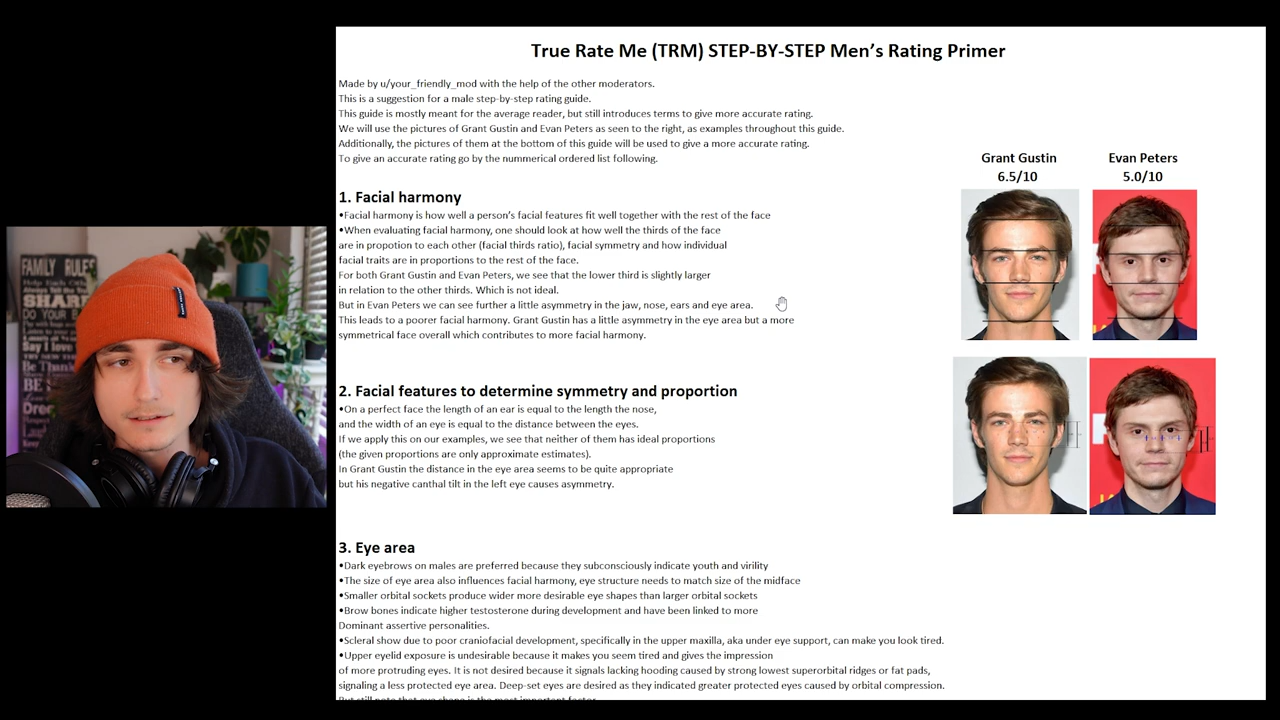 True Rate Me (TRM) STEP-BY-STEP Men's Rating Primer
Made by u/your_friendly_mod with the help of the other moderators.
This is a suggestion for a male step-by-step rating guide.
This guide is mostly meant for the average reader, but still introduces terms to give more accurate rating.
We will use the pictures of Grant Gustin and Evan Peters as seen to the right, as examples throughout this guide.
Additionally, the pictures of them at the bottom of this guide will be used to give a more accurate rating.
To give an accurate rating go by the nummerical ordered list following.
Grant Gustin
6.5/10
Evan Peters
5.0/10
1. Facial harmony
•Facial harmony is how well a person's facial features fit well together with the rest of the face
•When evaluating facial harmony, one should look at how well the thirds of the face
are in propotion to each other (facial thirds ratio), facial symmetry and how individual
facial traits are in proportions to the rest of the face.
For both Grant Gustin and Evan Peters, we see that the lower third is slightly larger
in relation to the other thirds. Which is not ideal.
But in Evan Peters we can see further a little asymmetry in the jaw, nose, ears and eye area.
This leads to a poorer facial harmony. Grant Gustin has a little asymmetry in the eye area but a more
symmetrical face overall which contributes to more facial harmony.
2. Facial features to determine symmetry and proportion
•On a perfect face the length of an ear is equal to the length the nose,
and the width of an eye is equal to the distance between the eyes.
If we apply this on our examples, we see that neither of them has ideal proportions
(the given proportions are only approximate estimates).
In Grant Gustin the distance in the eye area seems to be quite appropriate
but his negative canthal tilt in the left eye causes asymmetry.
3. Eye area
•Dark eyebrows on males are preferred because they subconsciously indicate youth and virility
•The size of eye area also influences facial harmony, eye structure needs to match size of the midface
•Smaller orbital sockets produce wider more desirable eye shapes than larger orbital sockets
•Brow bones indicate higher testosterone during development and have been linked to more
Dominant assertive personalities.
•Scleral show due to poor craniofacial development, specifically in the upper maxilla, aka under eye support, can make you look tired.
•Upper eyelid exposure is undesirable because it makes you seem tired and gives the impression
of more protruding eyes. It is not desired because it signals lacking hooding caused by strong lowest superorbital ridges or fat pads,
signaling a less protected eye area. Deep-set eyes are desired as they indicated greater protected eyes caused by orbital compression.
FAMILY RULES
Help Each
SHAR
DO YOUR B
Say I love
Be Thin
BE